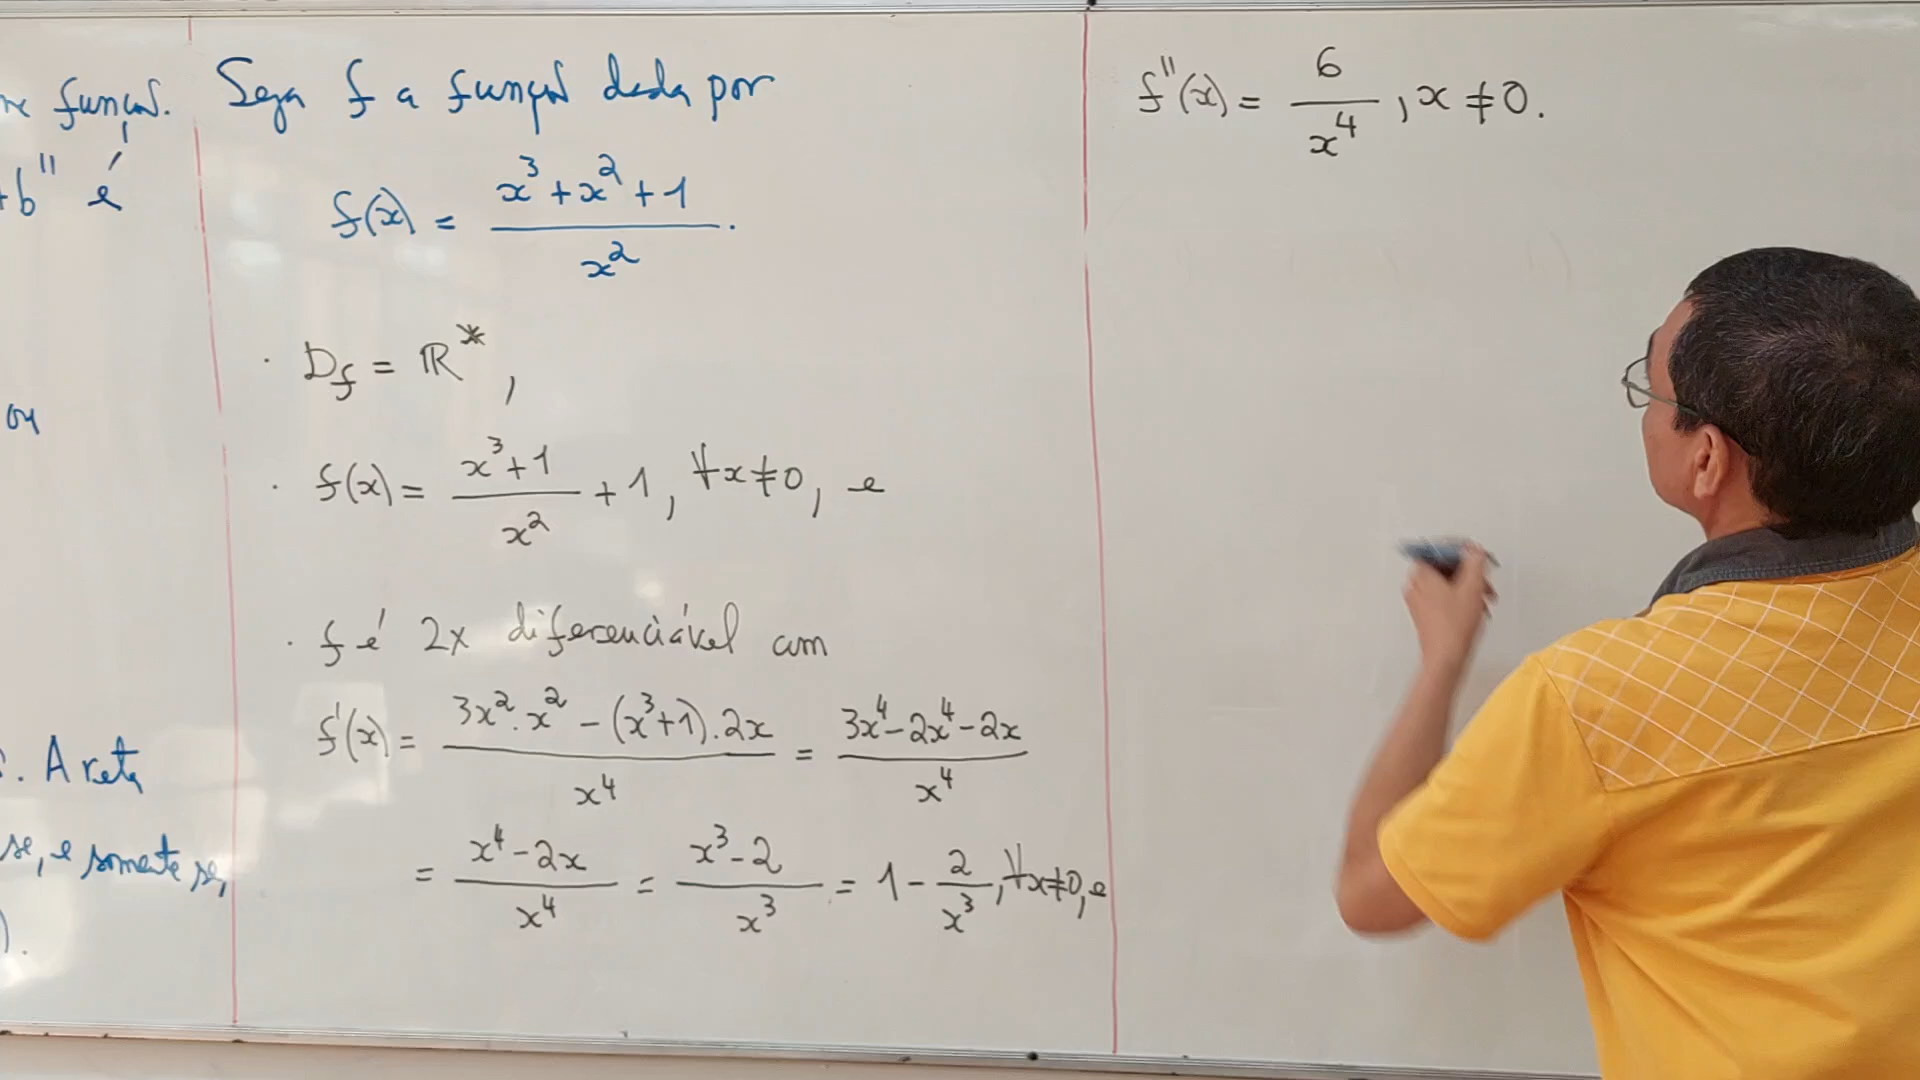 função.
+b" é
ou
. A reta
se, e somente se,
).
Seja f a função dada por
f(x) = (x³+x²+1)/x².
· D_f = ℝ*,
· f(x) = (x³+1)/x² + 1, ∀x≠0, e
· f é 2x diferenciável com
f'(x) = (3x².x² - (x³+1).2x)/x⁴ = (3x⁴-2x⁴-2x)/x⁴
= (x⁴-2x)/x⁴ = (x³-2)/x³ = 1 - 2/x³, ∀x≠0, e
f"(x) = 6/x⁴, x≠0.